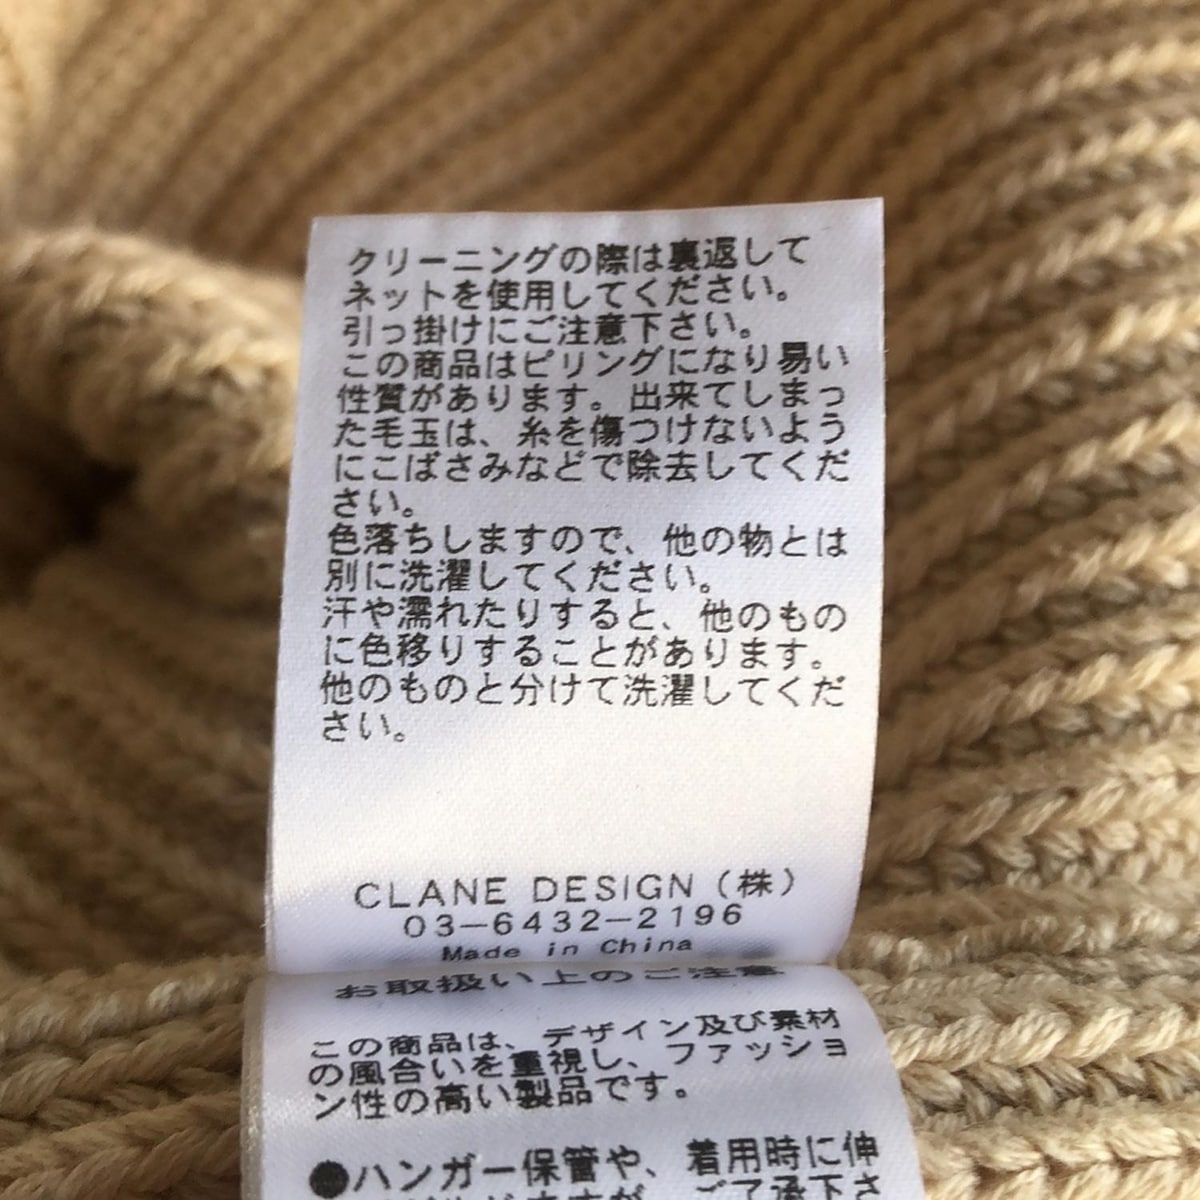 クリーニングの際は裏返して
ネットを使用してください。
引っ掛けにご注意下さい。
この商品はピリングになり易い
性質があります。出来てしまっ
た毛玉は、糸を傷つけないよう
にこばさみなどで除去してくだ
さい。
色落ちしますので、他の物とは
別に洗濯してください。
汗や濡れたりすると、他のもの
に色移りすることがあります。
他のものと分けて洗濯してくだ
さい。
CLANE DESIGN（株）
03-6432-2196
Made in China
お取扱い上のご注意
この商品は、デザイン及び素材
の風合いを重視し、ファッショ
ン性の高い製品です。
●ハンガー保管や、着用時に伸